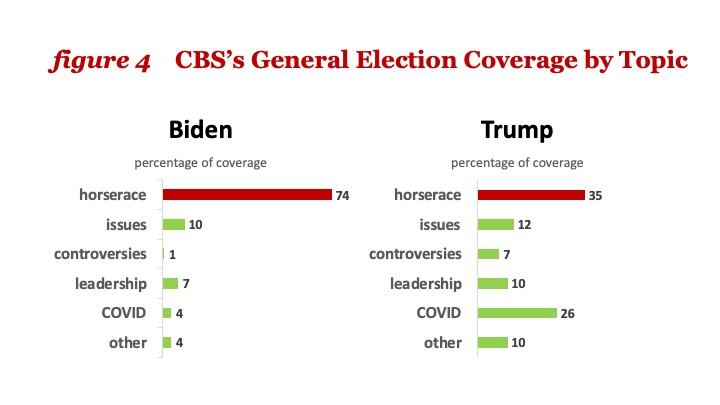 figure 4 CBS's General Election Coverage by Topic
Biden
percentage of coverage
horserace 74
issues 10
controversies 1
leadership 7
COVID 4
other 4
Trump
percentage of coverage
horserace 35
issues 12
controversies 7
leadership 10
COVID 26
other 10